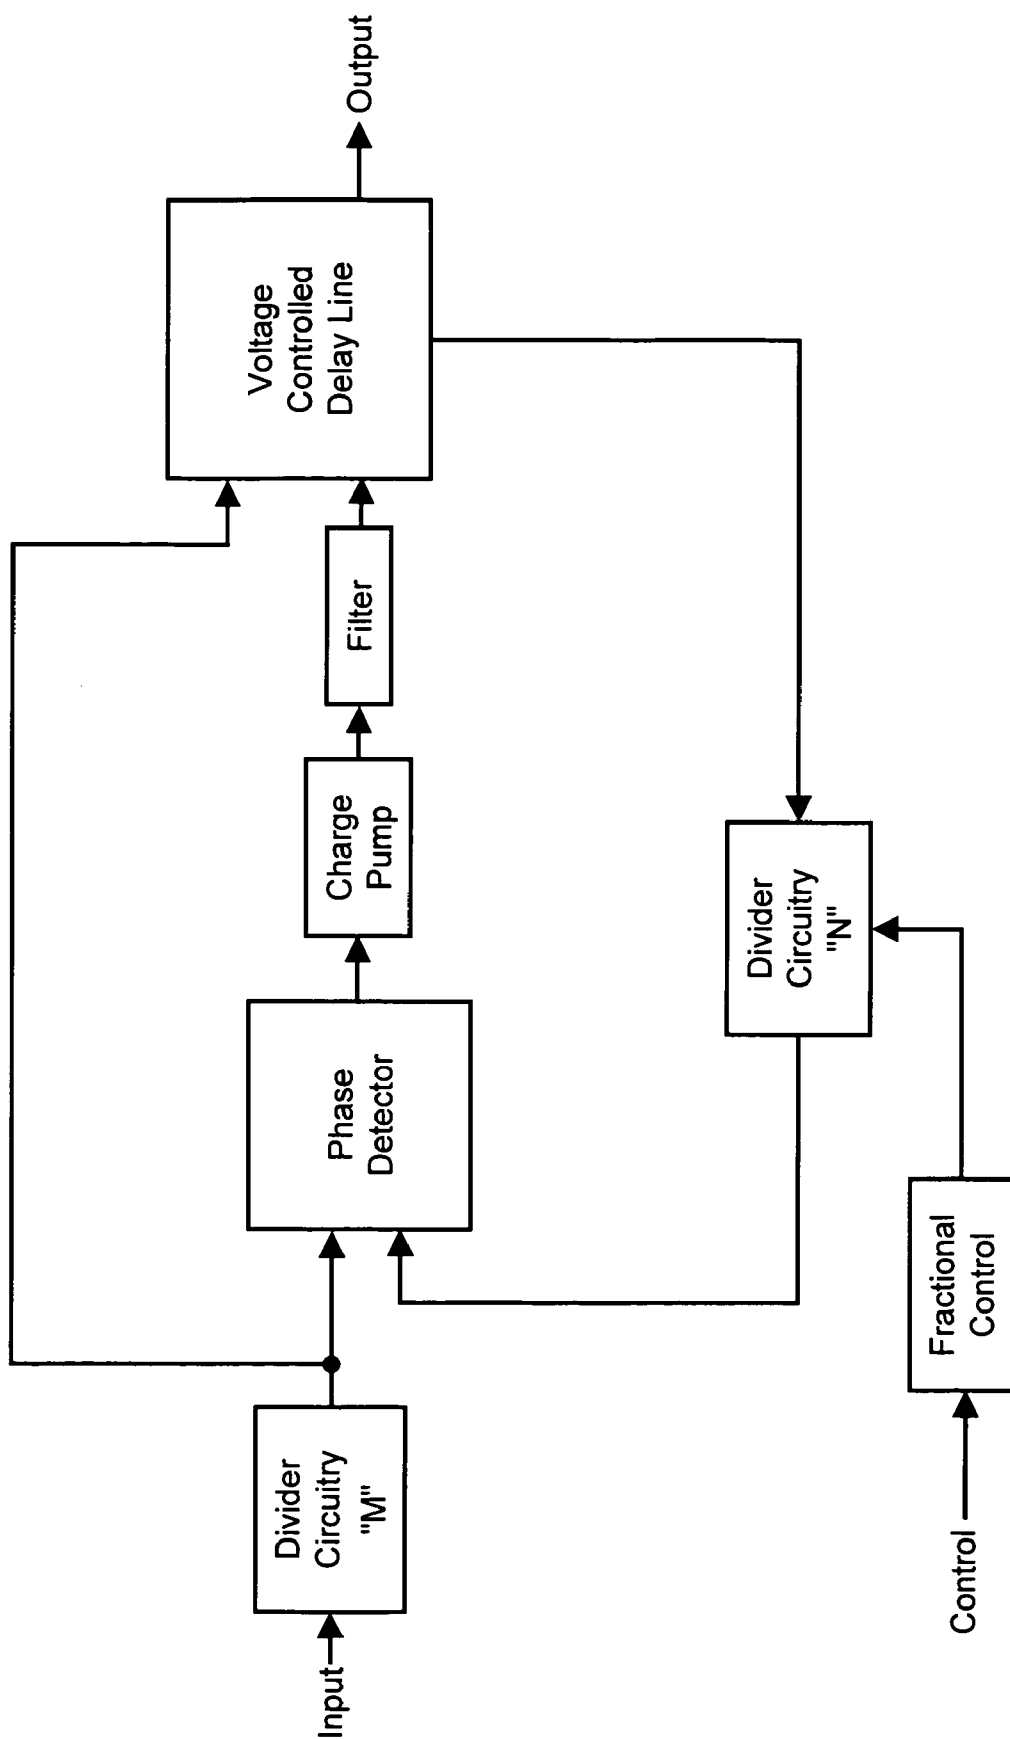 Input
Divider
Circuitry
"M"
Phase
Detector
Charge
Pump
Filter
Voltage
Controlled
Delay Line
Output
Divider
Circuitry
"N"
Control
Fractional
Control